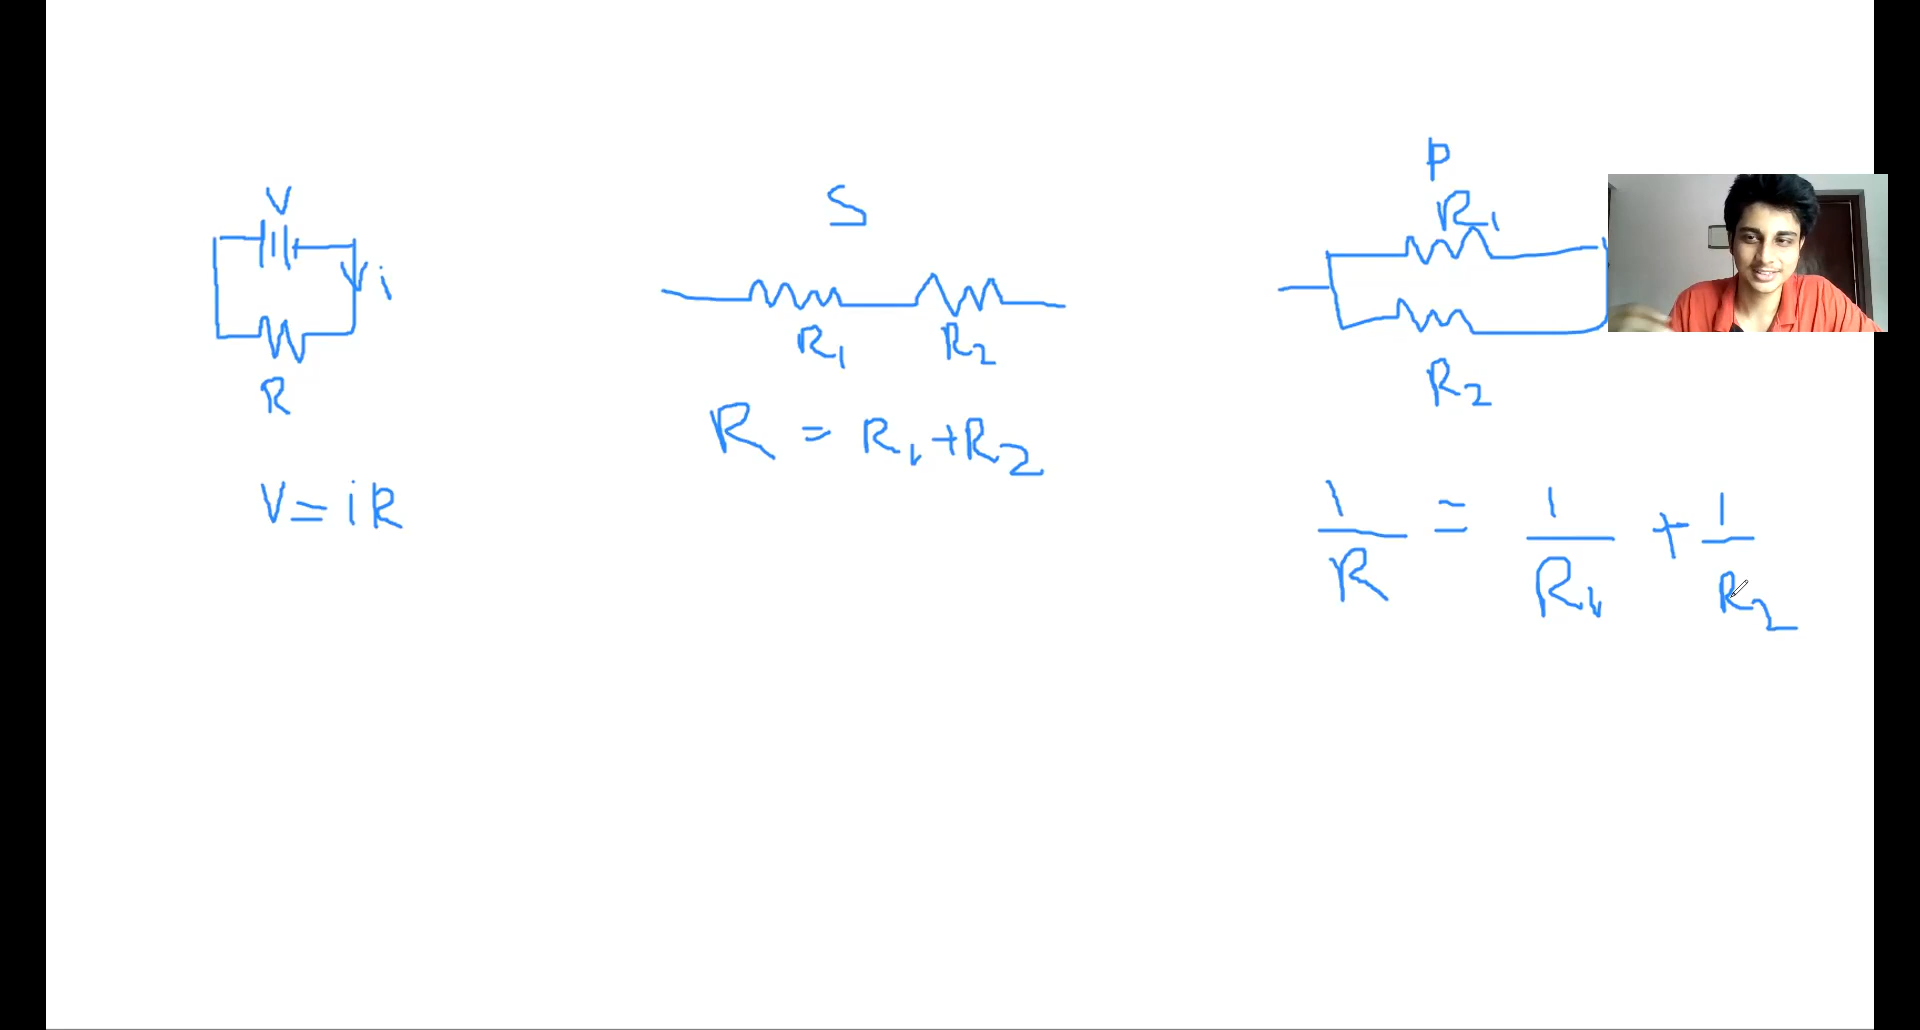 V
i
R
V = iR
S
R1 R2
R = R1 + R2
P
R1
R2
1/R = 1/R1 + 1/R2